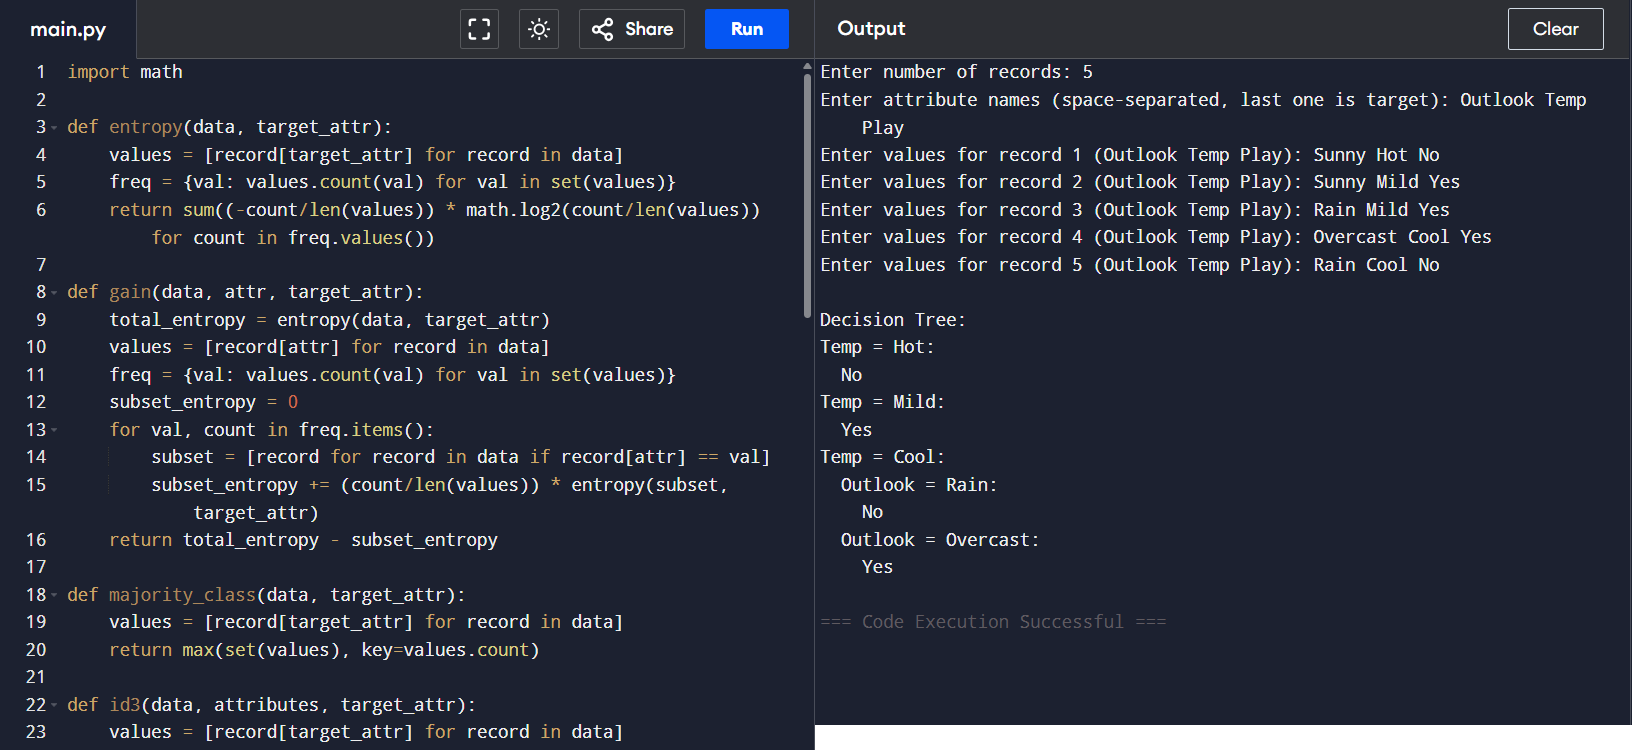 main.py
Share
Run
Output
Clear
1 import math
2
3 def entropy(data, target_attr):
4     values = [record[target_attr] for record in data]
5     freq = {val: values.count(val) for val in set(values)}
6     return sum((-count/len(values)) * math.log2(count/len(values))
        for count in freq.values())
7
8 def gain(data, attr, target_attr):
9     total_entropy = entropy(data, target_attr)
10     values = [record[attr] for record in data]
11     freq = {val: values.count(val) for val in set(values)}
12     subset_entropy = 0
13     for val, count in freq.items():
14         subset = [record for record in data if record[attr] == val]
15         subset_entropy += (count/len(values)) * entropy(subset,
            target_attr)
16     return total_entropy - subset_entropy
17
18 def majority_class(data, target_attr):
19     values = [record[target_attr] for record in data]
20     return max(set(values), key=values.count)
21
22 def id3(data, attributes, target_attr):
23     values = [record[target_attr] for record in data]
Enter number of records: 5
Enter attribute names (space-separated, last one is target): Outlook Temp
    Play
Enter values for record 1 (Outlook Temp Play): Sunny Hot No
Enter values for record 2 (Outlook Temp Play): Sunny Mild Yes
Enter values for record 3 (Outlook Temp Play): Rain Mild Yes
Enter values for record 4 (Outlook Temp Play): Overcast Cool Yes
Enter values for record 5 (Outlook Temp Play): Rain Cool No

Decision Tree:
Temp = Hot:
  No
Temp = Mild:
  Yes
Temp = Cool:
  Outlook = Rain:
    No
  Outlook = Overcast:
    Yes

=== Code Execution Successful ===